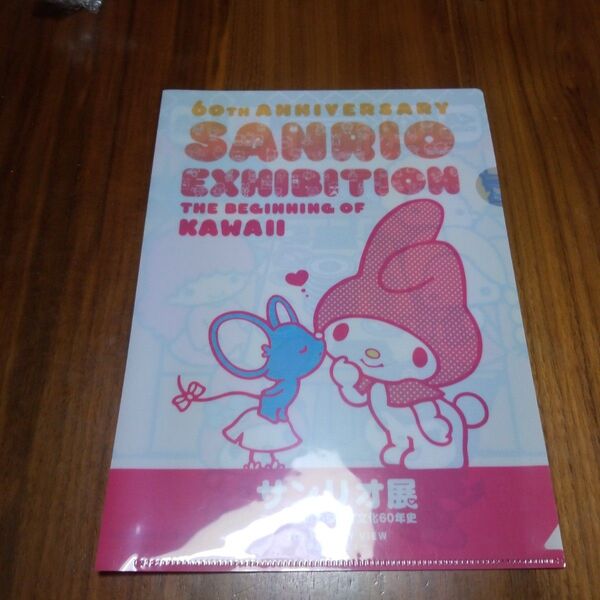 60TH ANNIVERSARY
SANRIO
EXHIBITION
THE BEGINNING OF
KAWAII
サンリオ展
文化60年史
VIEW